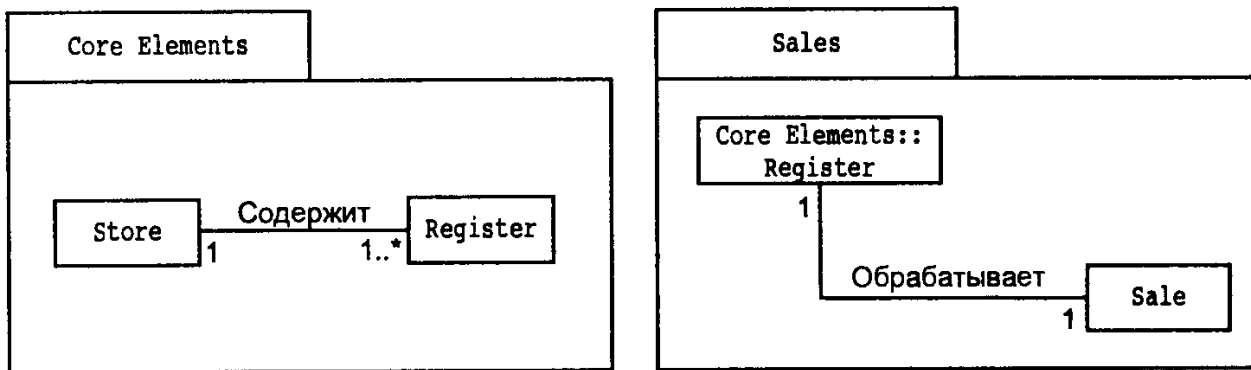 Core Elements
Store
Содержит
1
1..*
Register
Sales
Core Elements::
Register
1
Обрабатывает
1
Sale